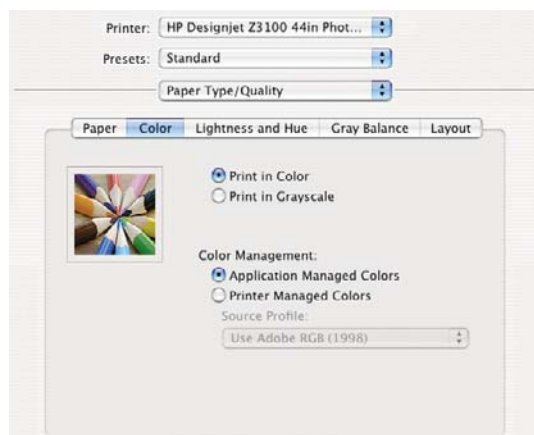 Printer: HP Designjet Z3100 44in Phot...
Presets: Standard
Paper Type/Quality
Paper Color Lightness and Hue Gray Balance Layout
Print in Color
Print in Grayscale
Color Management:
Application Managed Colors
Printer Managed Colors
Source Profile:
Use Adobe RGB (1998)